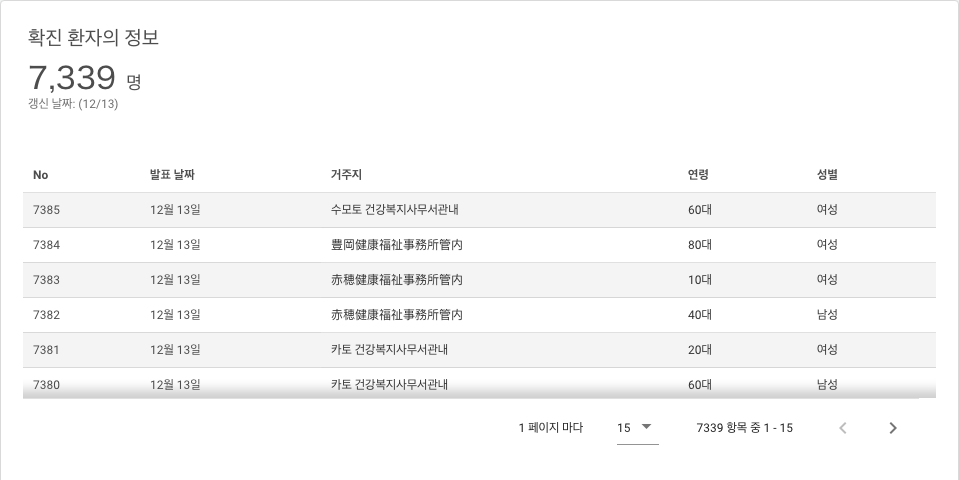 확진 환자의 정보
7,339 명
갱신 날짜: (12/13)
No 발표 날짜 거주지 연령 성별
7385 12월 13일 수모토 건강복지사무서관내 60대 여성
7384 12월 13일 豊岡健康福祉事務所管内 80대 여성
7383 12월 13일 赤穂健康福祉事務所管内 10대 여성
7382 12월 13일 赤穂健康福祉事務所管内 40대 남성
7381 12월 13일 카토 건강복지사무서관내 20대 여성
7380 12월 13일 카토 건강복지사무서관내 60대 남성
1 페이지 마다 15 7339 항목 중 1 - 15